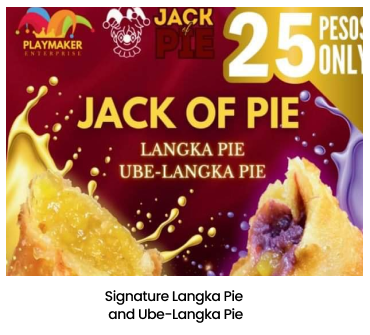 PLAYMAKER
ENTERPRISE
JACK
of
PIE
25 PESOS
ONLY
JACK OF PIE
LANGKA PIE
UBE-LANGKA PIE
Signature Langka Pie
and Ube-Langka Pie